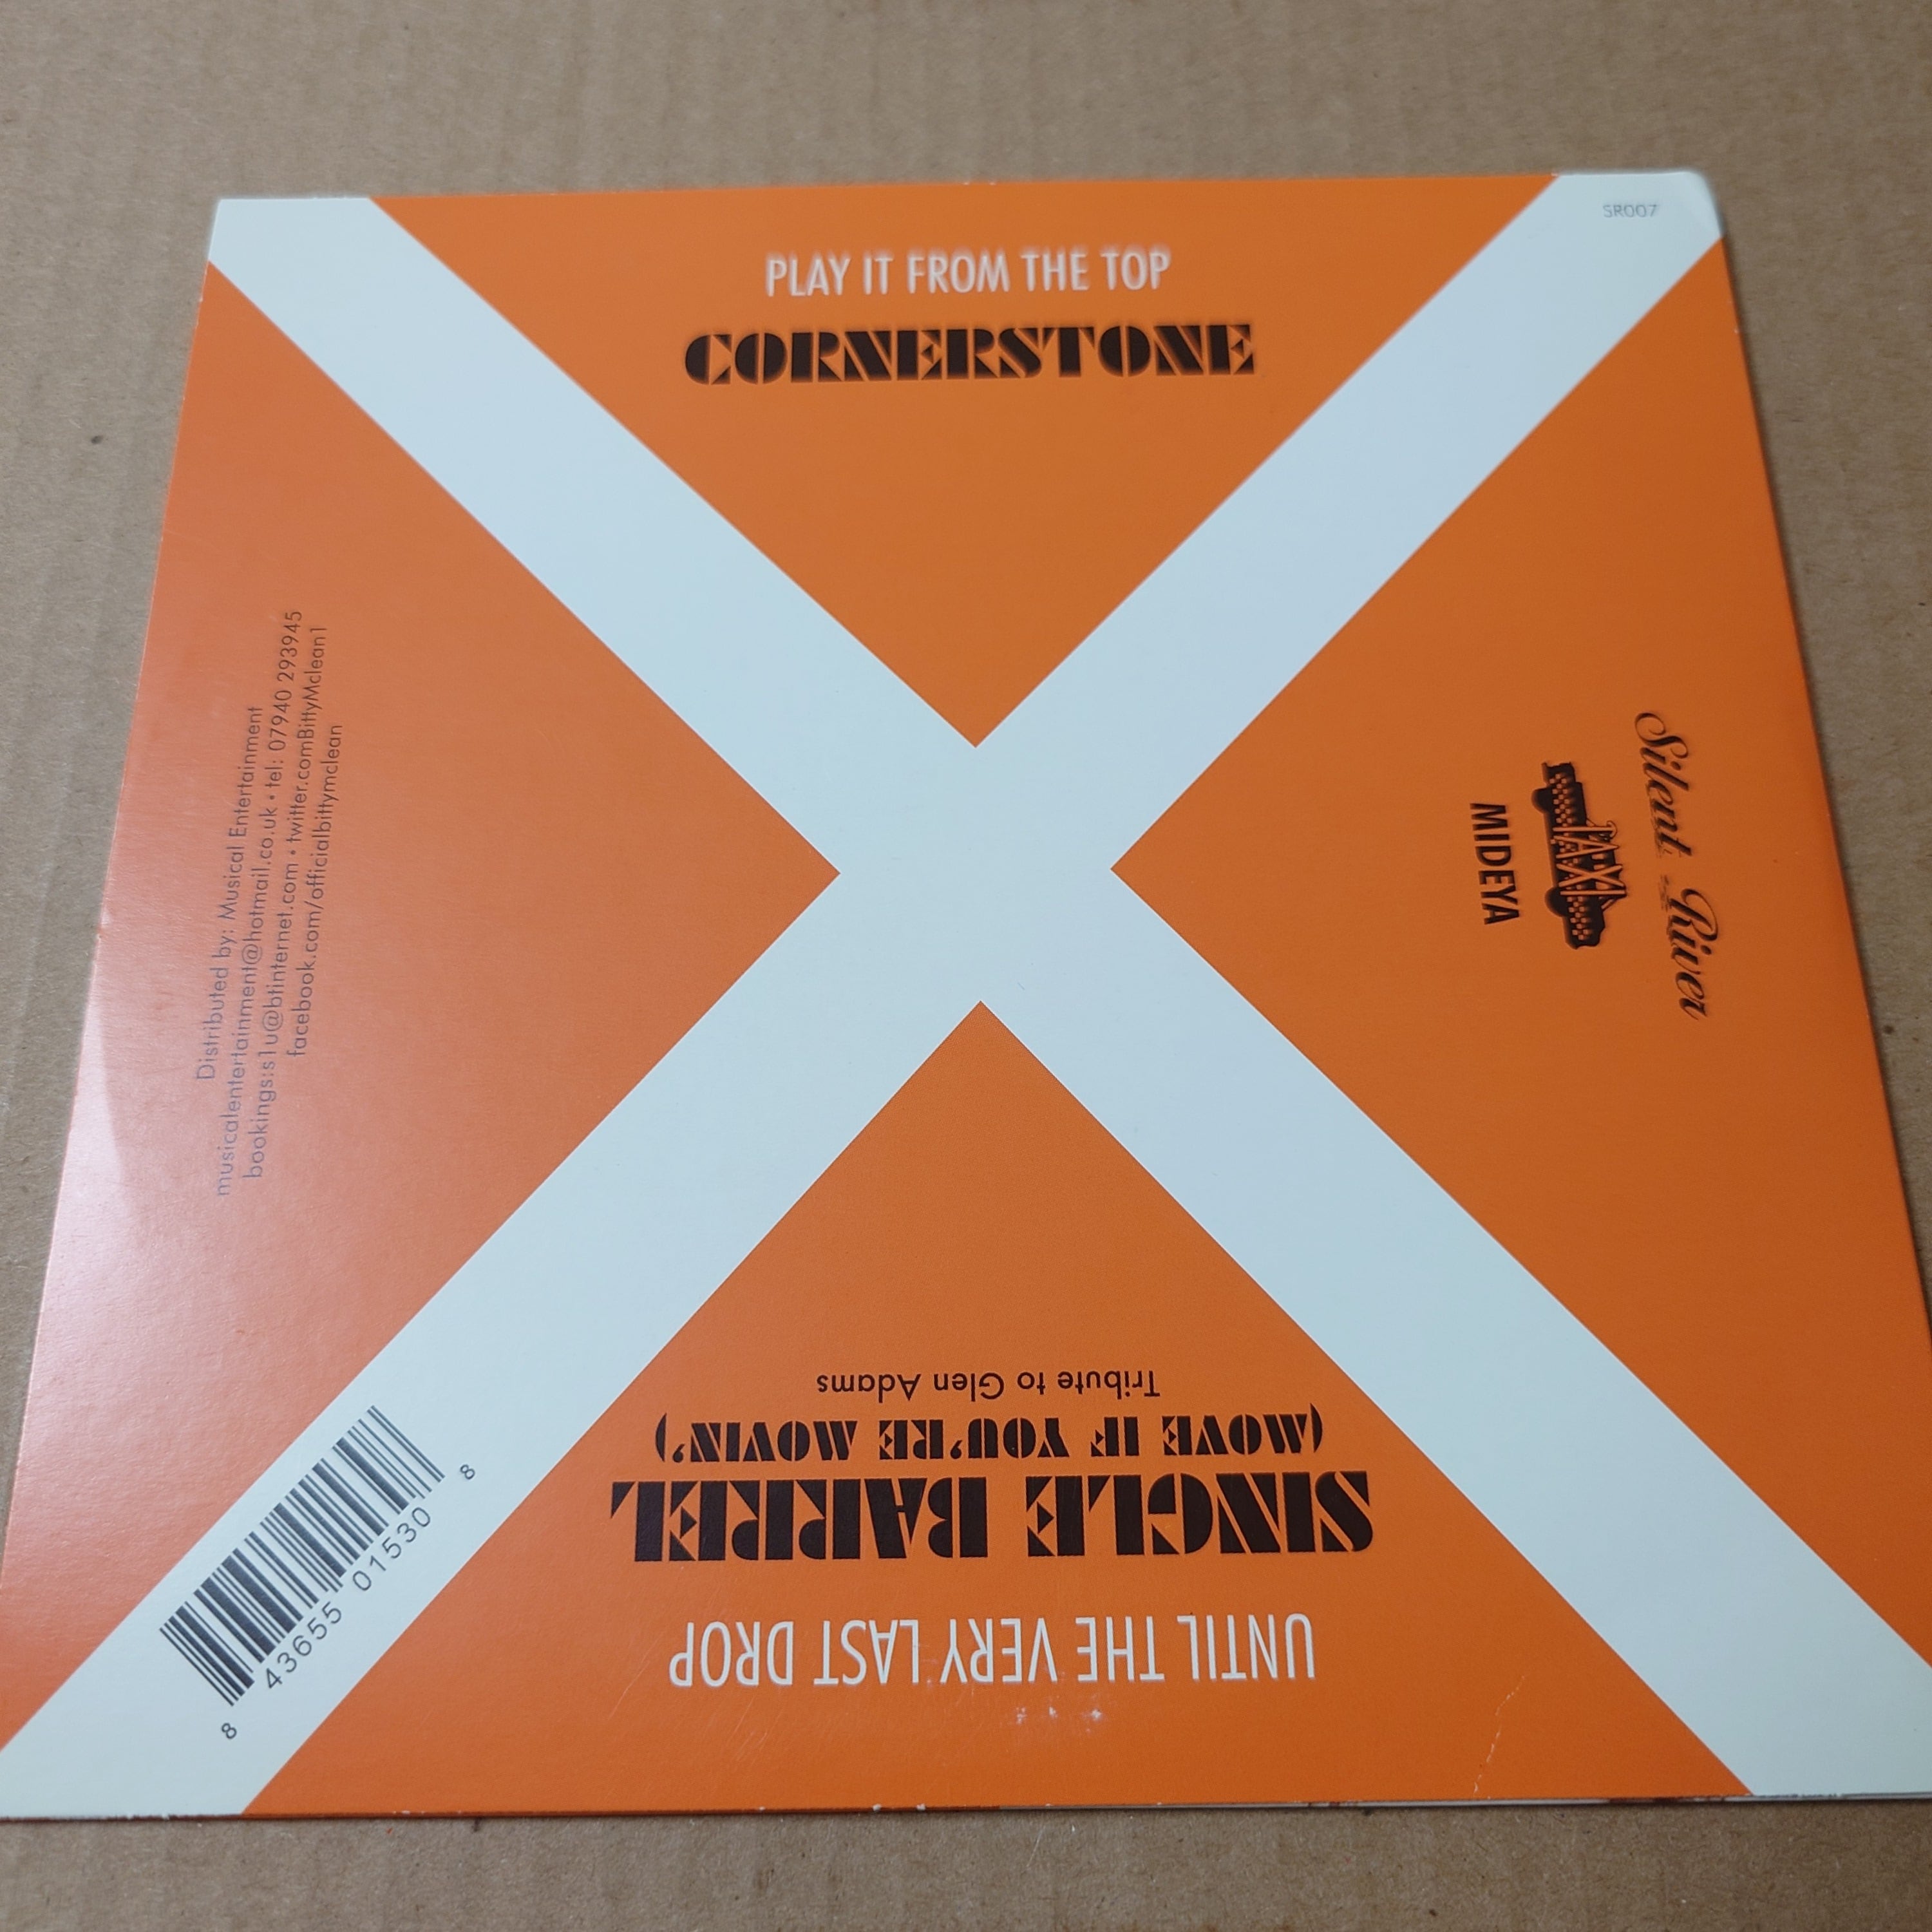 SR007
PLAY IT FROM THE TOP
CORNERSTONE
Silent River
TAXI
MIDEYA
Distributed by: Musical Entertainment
musicalentertainment@hotmail.co.uk • tel: 07940 293945
bookings:s1u@btinternet.com • twitter.comBittyMclean1
facebook.com/officialbittymclean
UNTIL THE VERY LAST DROP
SINGLE BARREL
(MOVE IF YOU'RE MOVIN')
Tribute to Glen Adams
8 43655 01530 8